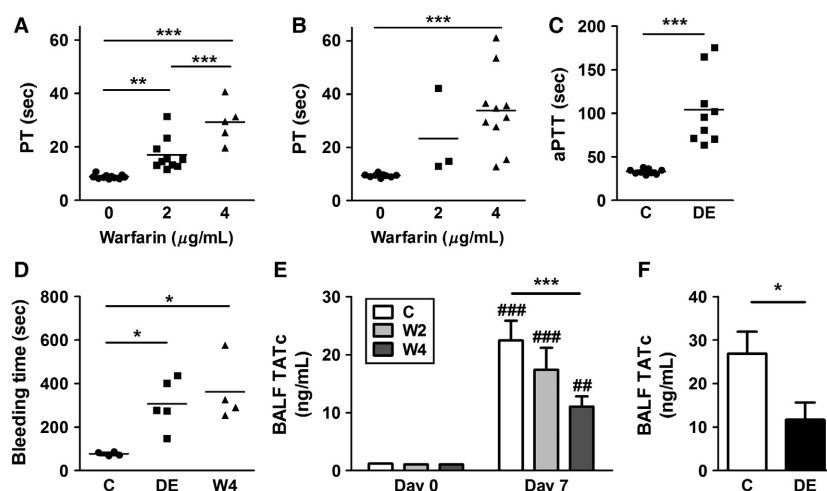 A
PT (sec)
60
40
20
0
***
**
***
0 2 4
Warfarin (μg/mL)
B
PT (sec)
60
40
20
0
***
0 2 4
Warfarin (μg/mL)
C
aPTT (sec)
200
150
100
50
0
***
C DE
D
Bleeding time (sec)
800
600
400
200
0
*
*
C DE W4
E
BALF TATc
(ng/mL)
30
20
10
0
C
W2
W4
***
###
###
##
Day 0 Day 7
F
BALF TATc
(ng/mL)
40
30
20
10
0
*
C DE